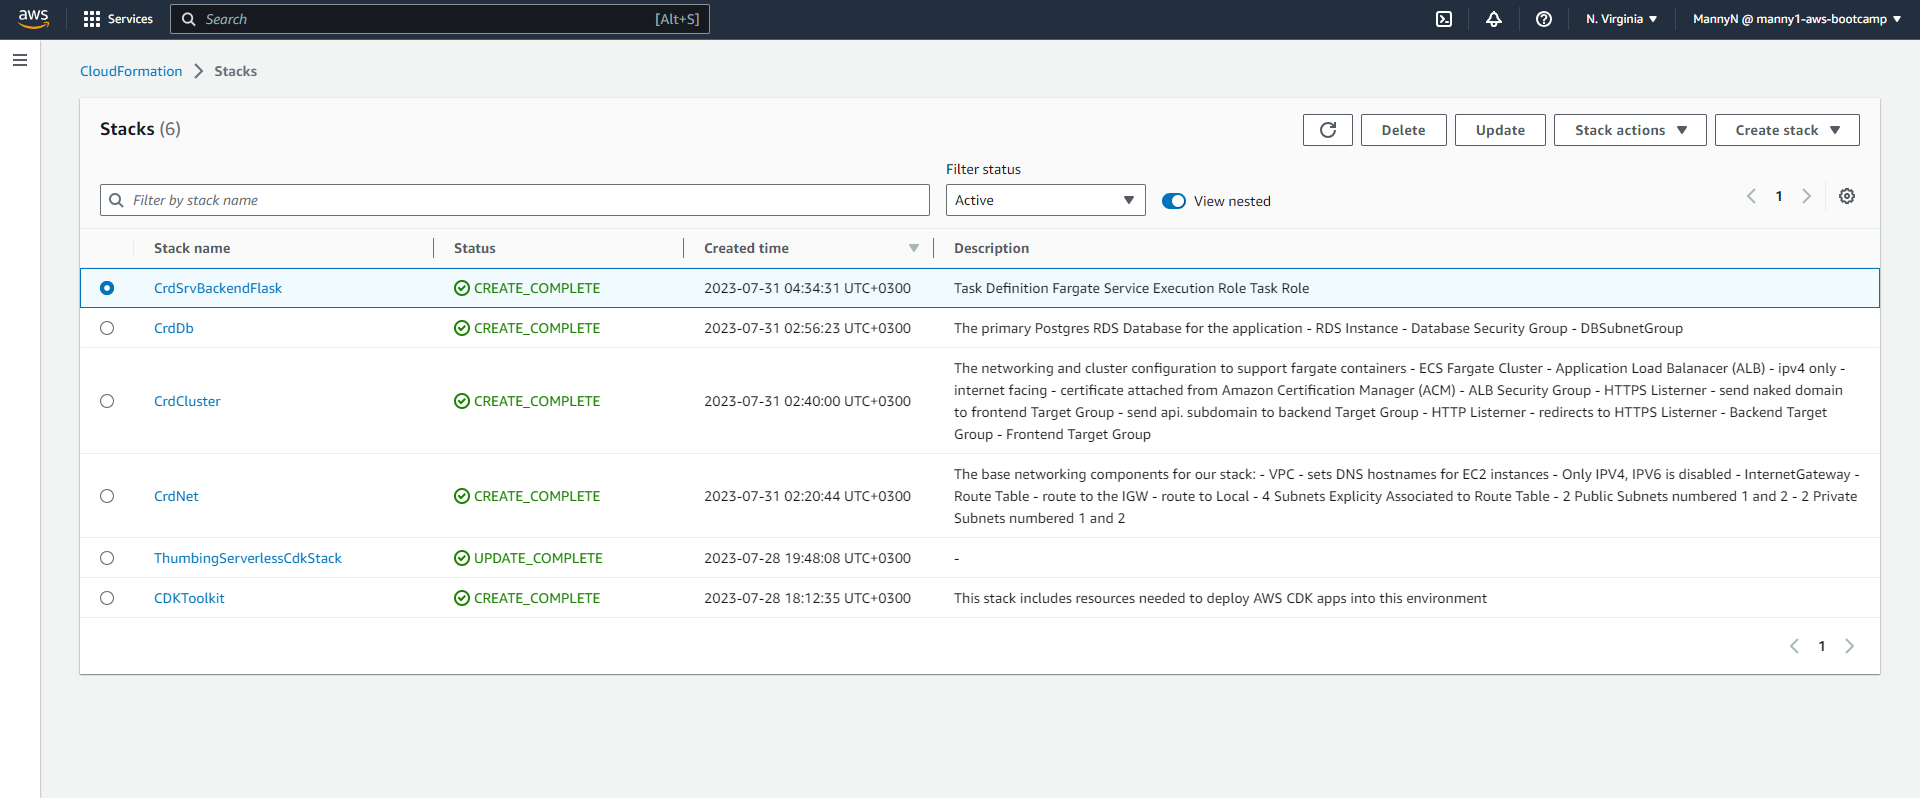 aws
Services
Search [Alt+S]
N. Virginia
MannyN @ manny1-aws-bootcamp
CloudFormation Stacks
Stacks (6)
Delete
Update
Stack actions
Create stack
Filter status
Filter by stack name
Active
View nested
1
Stack name Status Created time Description
CrdSrvBackendFlask CREATE_COMPLETE 2023-07-31 04:34:31 UTC+0300 Task Definition Fargate Service Execution Role Task Role
CrdDb CREATE_COMPLETE 2023-07-31 02:56:23 UTC+0300 The primary Postgres RDS Database for the application - RDS Instance - Database Security Group - DBSubnetGroup
CrdCluster CREATE_COMPLETE 2023-07-31 02:40:00 UTC+0300
The networking and cluster configuration to support fargate containers - ECS Fargate Cluster - Application Load Balanacer (ALB) - ipv4 only -
internet facing - certificate attached from Amazon Certification Manager (ACM) - ALB Security Group - HTTPS Listerner - send naked domain
to frontend Target Group - send api. subdomain to backend Target Group - HTTP Listerner - redirects to HTTPS Listerner - Backend Target
Group - Frontend Target Group
CrdNet CREATE_COMPLETE 2023-07-31 02:20:44 UTC+0300
The base networking components for our stack: - VPC - sets DNS hostnames for EC2 instances - Only IPV4, IPV6 is disabled - InternetGateway -
Route Table - route to the IGW - route to Local - 4 Subnets Explicity Associated to Route Table - 2 Public Subnets numbered 1 and 2 - 2 Private
Subnets numbered 1 and 2
ThumbingServerlessCdkStack UPDATE_COMPLETE 2023-07-28 19:48:08 UTC+0300 -
CDKToolkit CREATE_COMPLETE 2023-07-28 18:12:35 UTC+0300 This stack includes resources needed to deploy AWS CDK apps into this environment
1